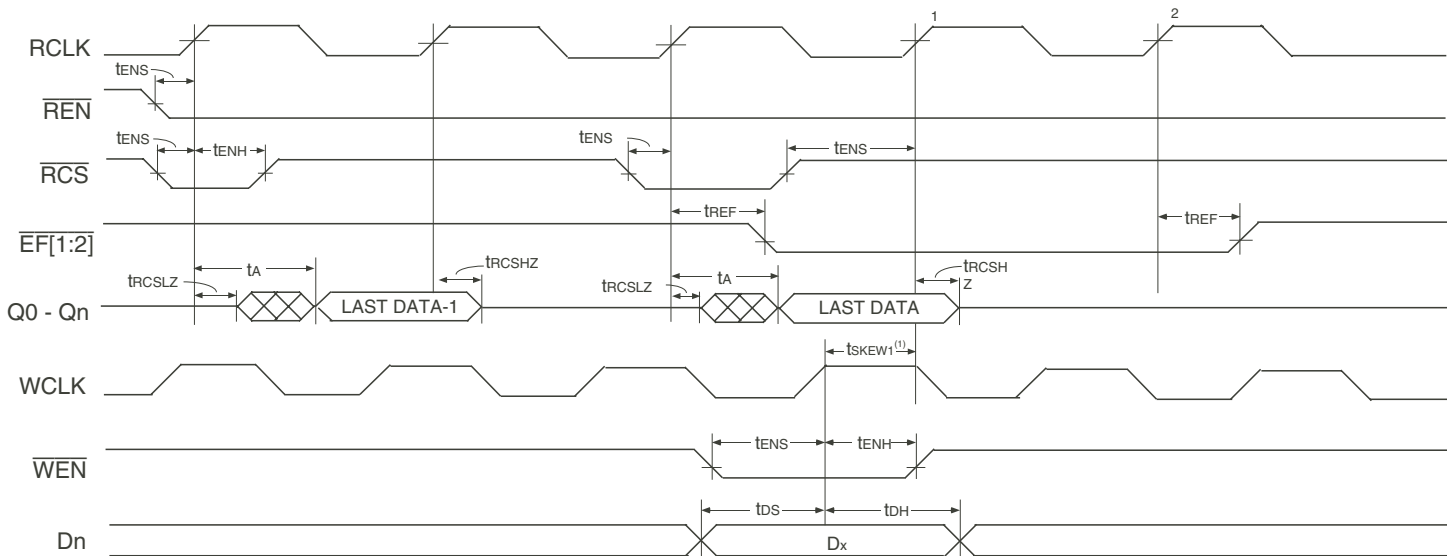 1 2
RCLK
tENS
REN
tENS tENH tENS tENS
RCS
tREF tREF
EF[1:2]
tRCSLZ tA tRCSHZ tRCSLZ tA tRCSH
Z
Q0 - Qn LAST DATA-1 LAST DATA
tSKEW1(1)
WCLK
tENS tENH
WEN
tDS tDH
Dn Dx